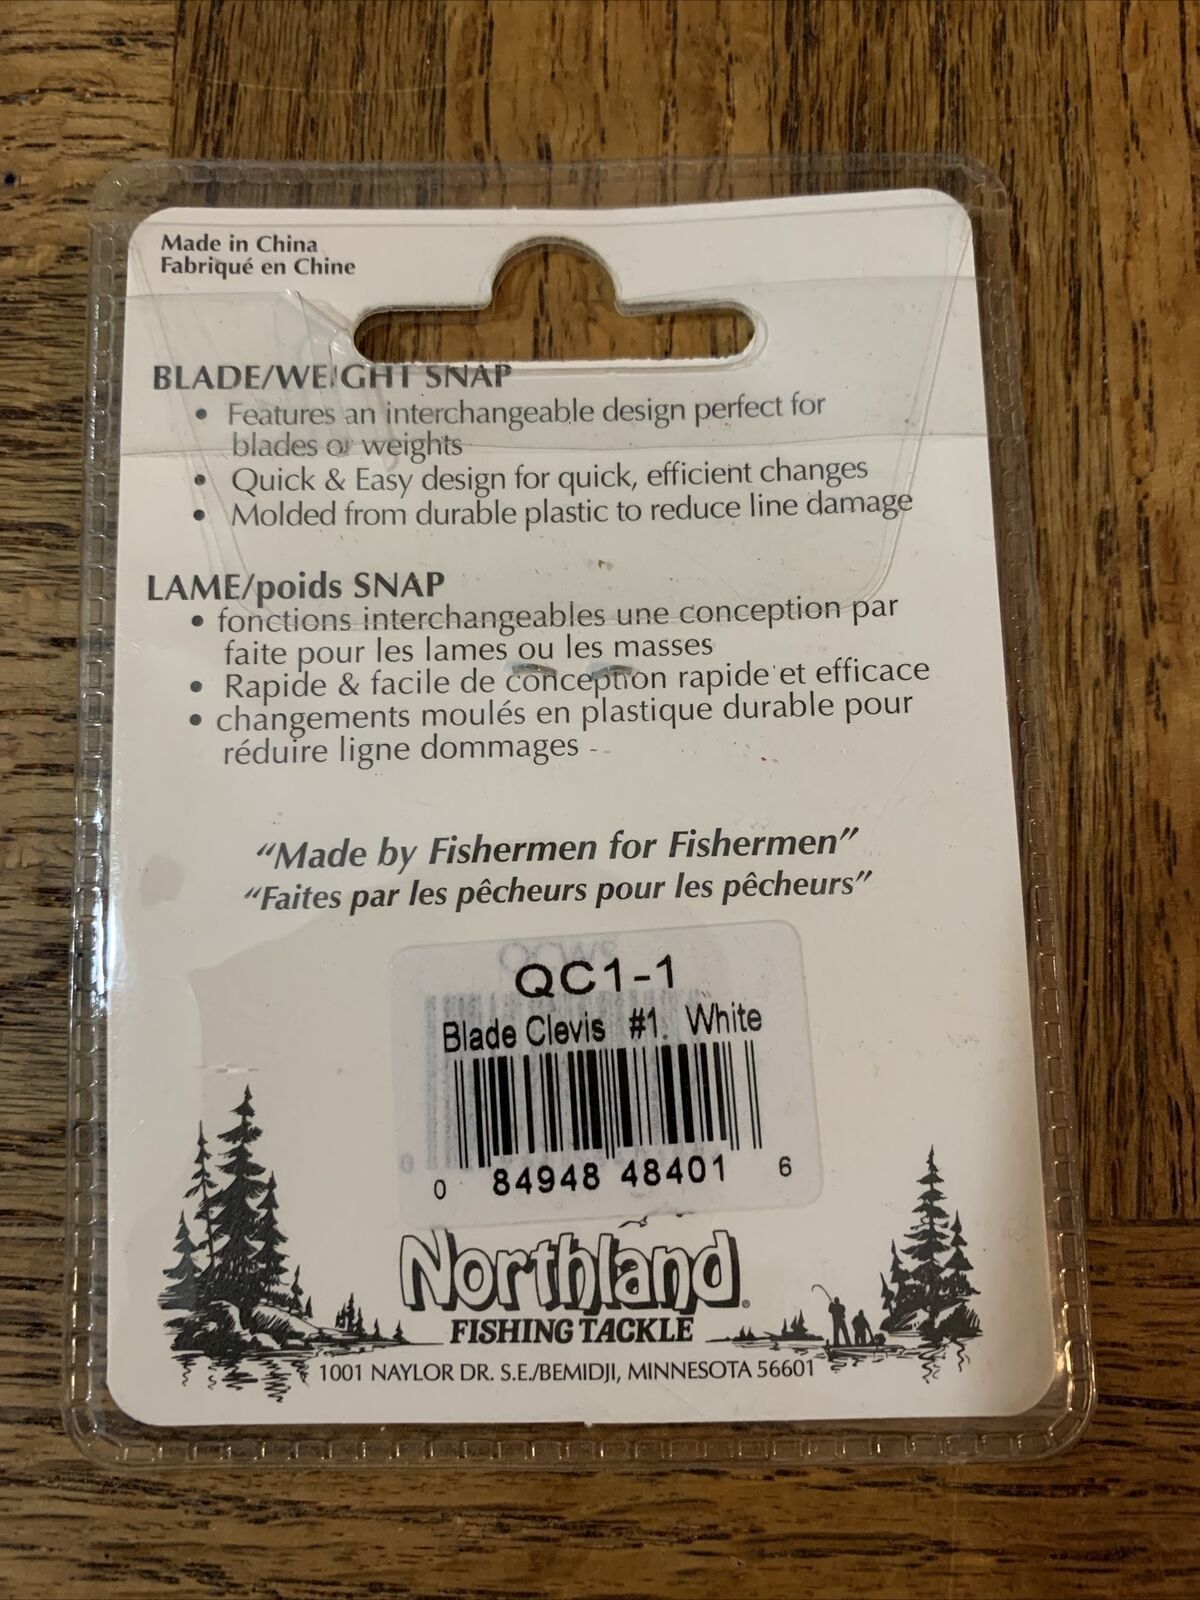 Made in China
Fabriqué en Chine
BLADE/WEIGHT SNAP
• Features an interchangeable design perfect for
blades or weights
• Quick & Easy design for quick, efficient changes
• Molded from durable plastic to reduce line damage
LAME/poids SNAP
• fonctions interchangeables une conception par
faite pour les lames ou les masses
• Rapide & facile de conception rapide et efficace
• changements moulés en plastique durable pour
réduire ligne dommages
“Made by Fishermen for Fishermen”
“Faites par les pêcheurs pour les pêcheurs”
QC1-1
Blade Clevis #1. White
0 84948 48401 6
Northland®
FISHING TACKLE
1001 NAYLOR DR. S.E./BEMIDJI, MINNESOTA 56601